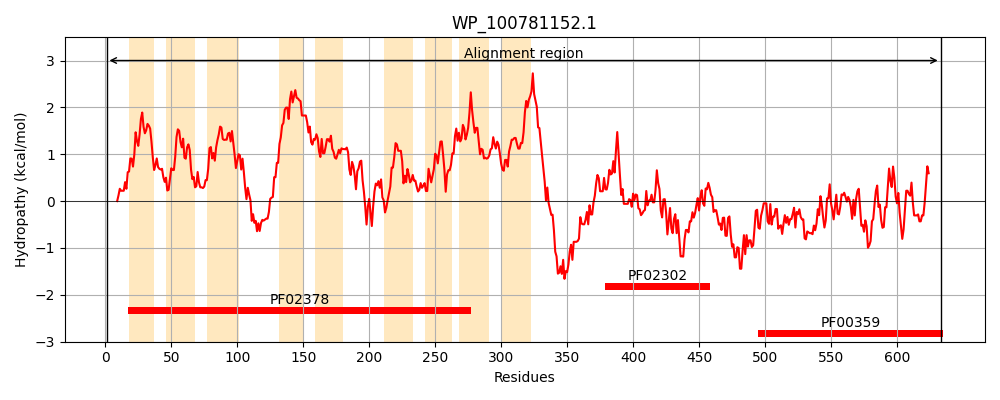 WP_100781152.1
Alignment region
Hydropathy (kcal/mol)
3
2
1
0
−1
−2
−3
PF02302
PF02378
PF00359
0 50 100 150 200 250 300 350 400 450 500 550 600
Residues